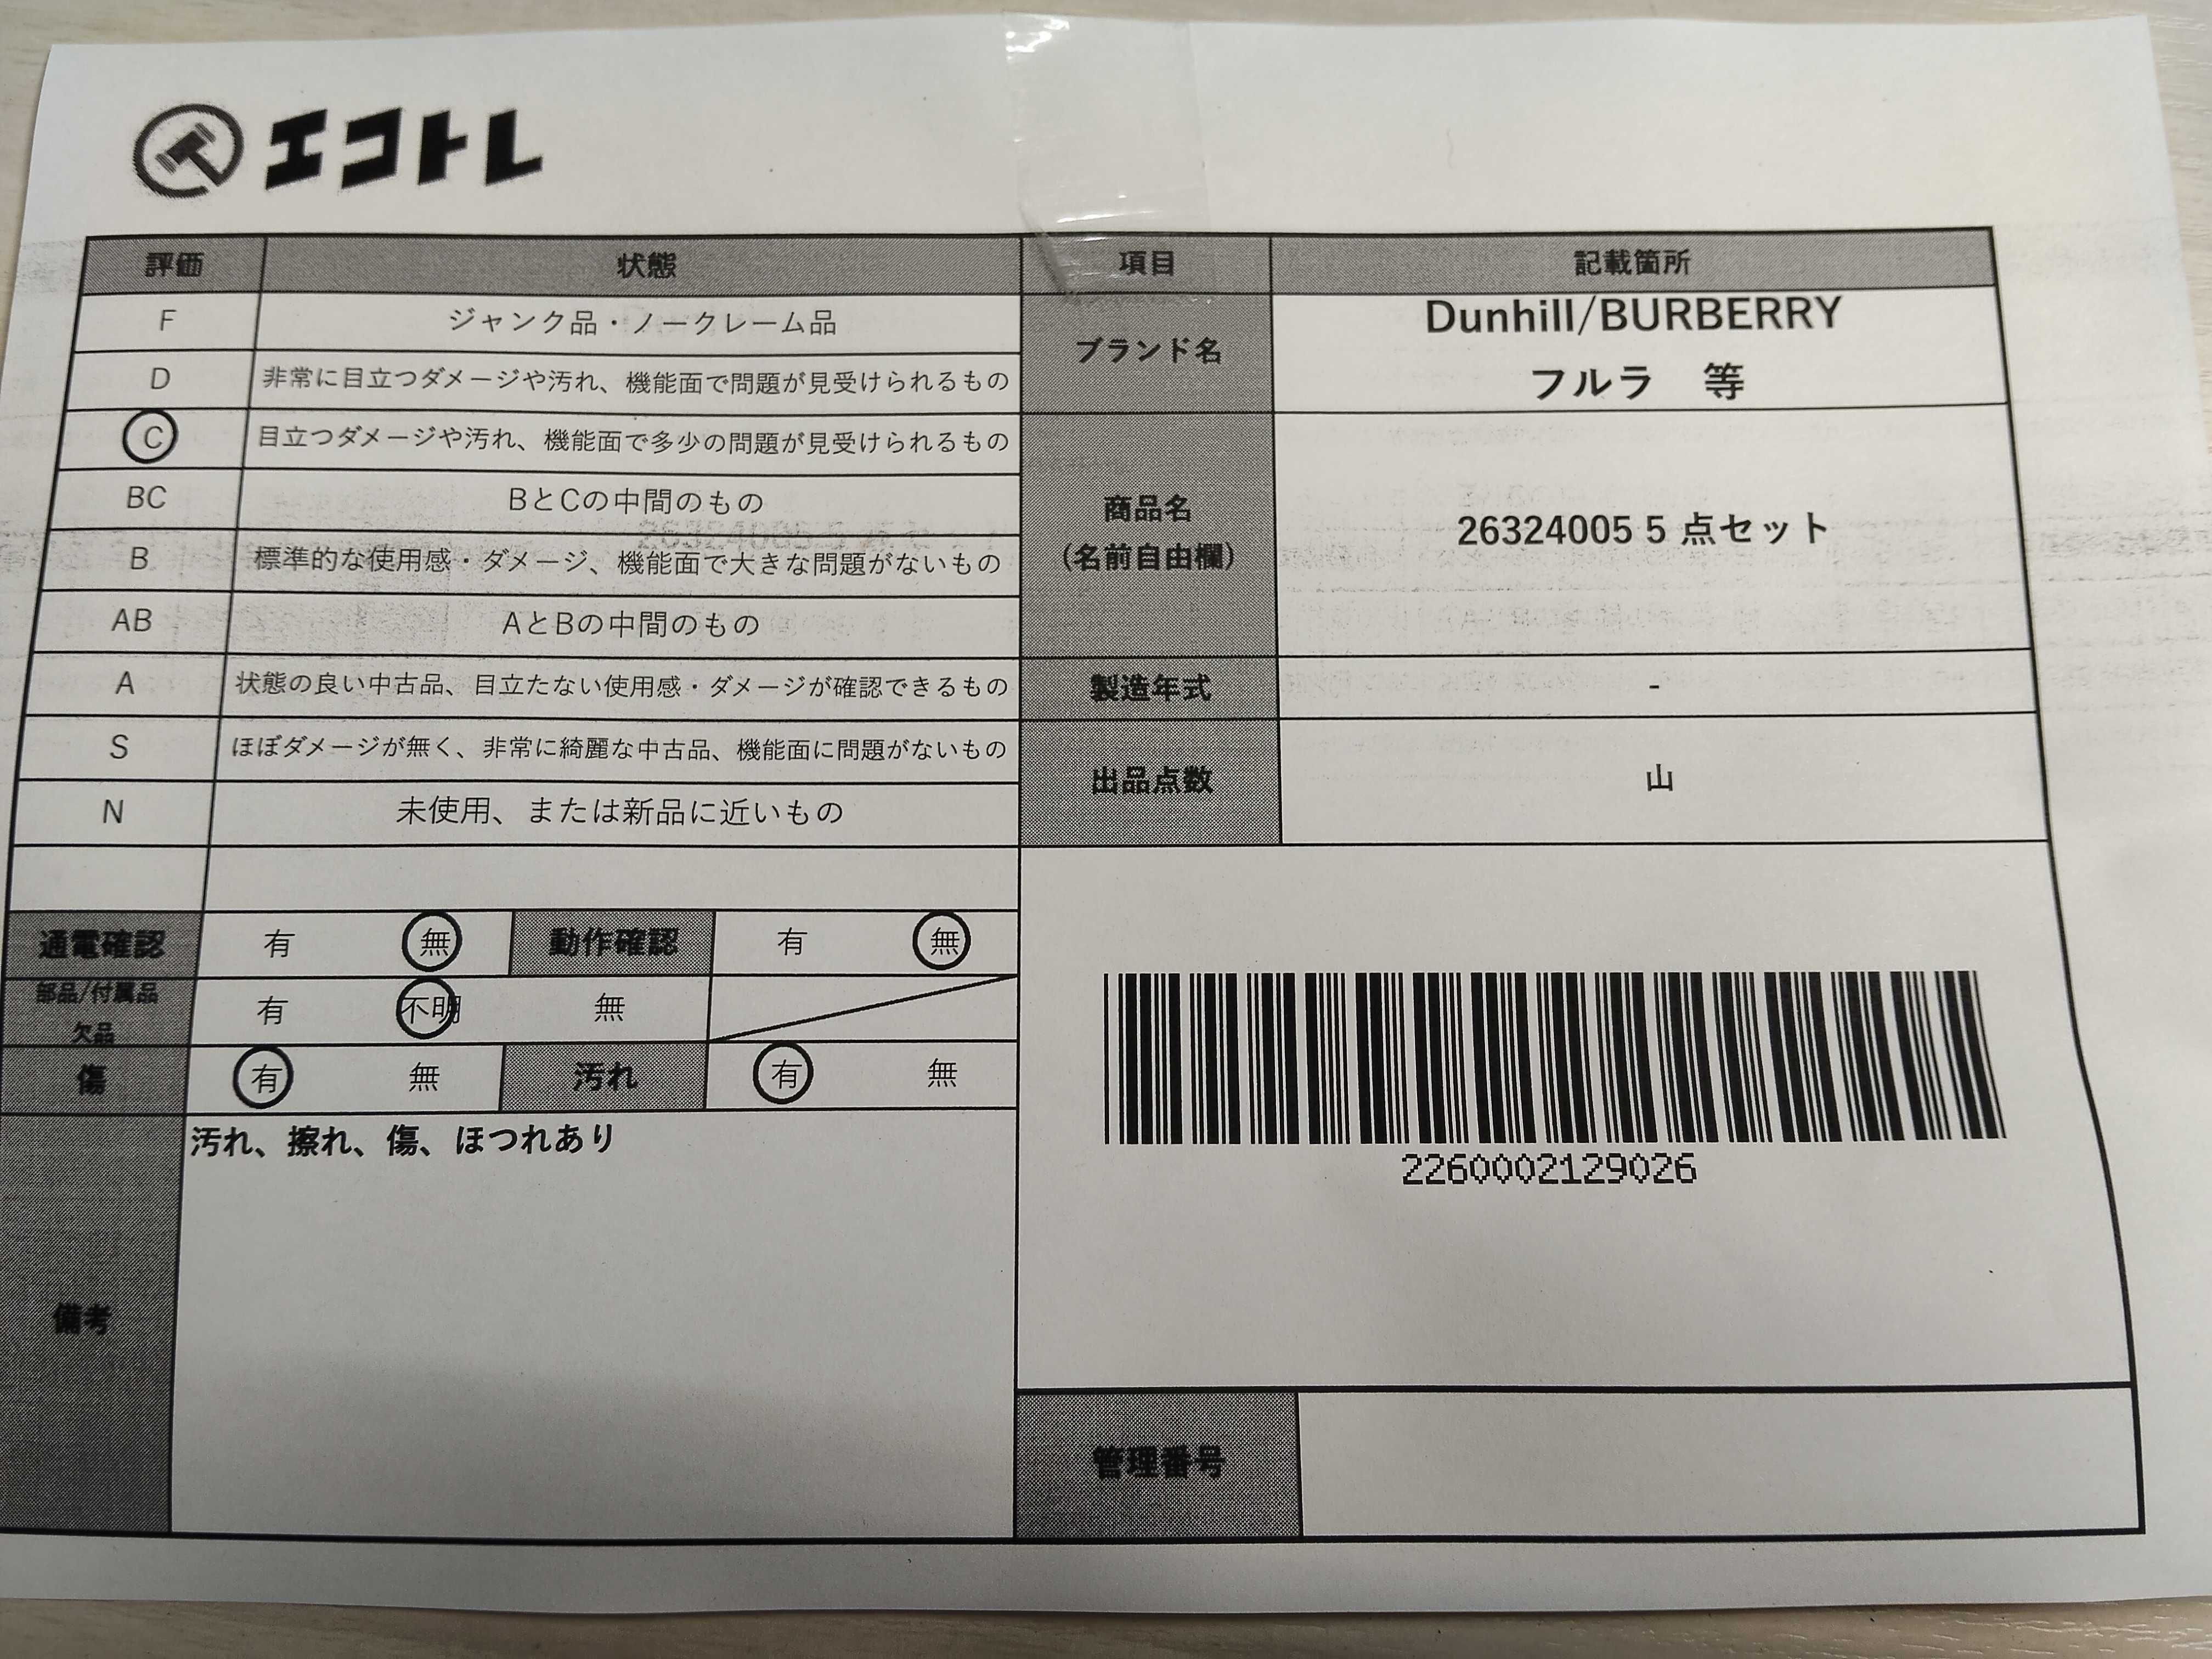 エコトレ
評価 状態 項目 記載箇所
F ジャンク品・ノークレーム品
D 非常に目立つダメージや汚れ、機能面で問題が見受けられるもの
C 目立つダメージや汚れ、機能面で多少の問題が見受けられるもの
BC BとCの中間のもの
B 標準的な使用感・ダメージ、機能面で大きな問題がないもの
AB AとBの中間のもの
A 状態の良い中古品、目立たない使用感・ダメージが確認できるもの
S ほぼダメージが無く、非常に綺麗な中古品、機能面に問題がないもの
N 未使用、または新品に近いもの
ブランド名
Dunhill/BURBERRY
フルラ 等
商品名
(名前自由欄)
26324005 5 点セット
製造年式 -
出品点数 山
通電確認 有 無 動作確認 有 無
部品/付属品
欠品
有 不明 無
傷 有 無 汚れ 有 無
備考
汚れ、擦れ、傷、ほつれあり
2260002129026
管理番号